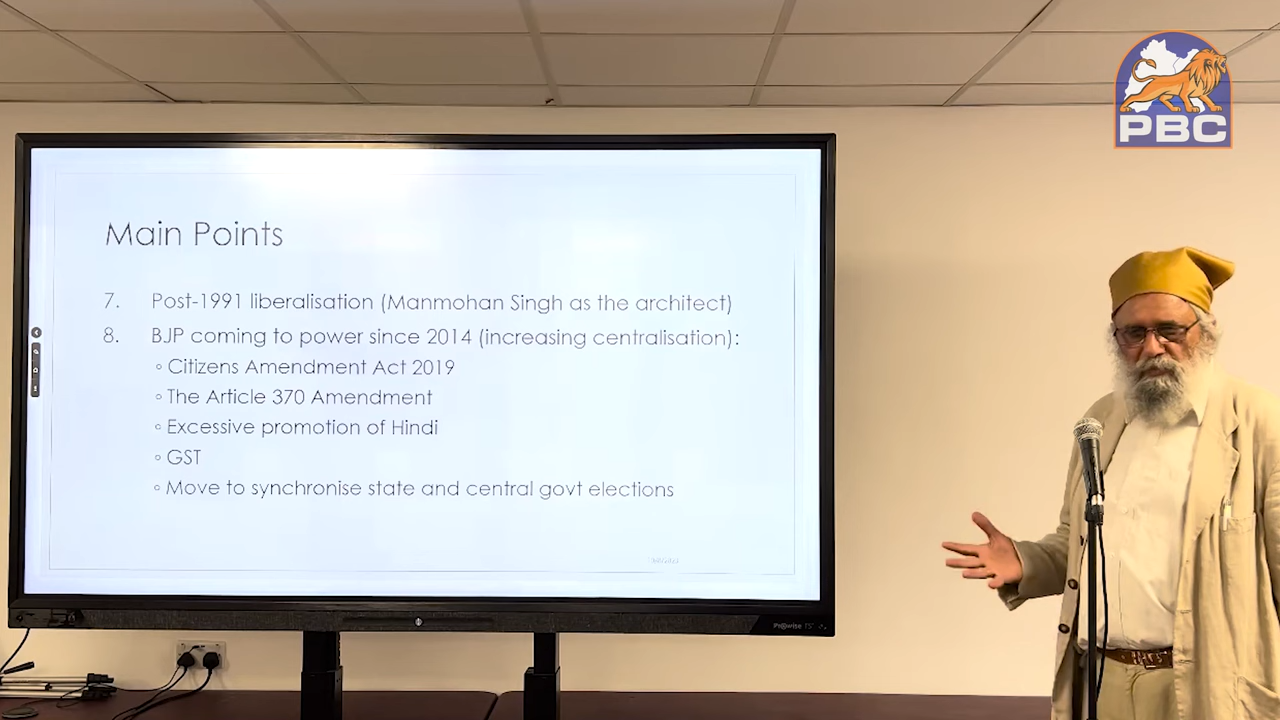 PBC
Main Points
7. Post-1991 liberalisation (Manmohan Singh as the architect)
8. BJP coming to power since 2014 (increasing centralisation):
◦ Citizens Amendment Act 2019
◦ The Article 370 Amendment
◦ Excessive promotion of Hindi
◦ GST
◦ Move to synchronise state and central govt elections
Prowise